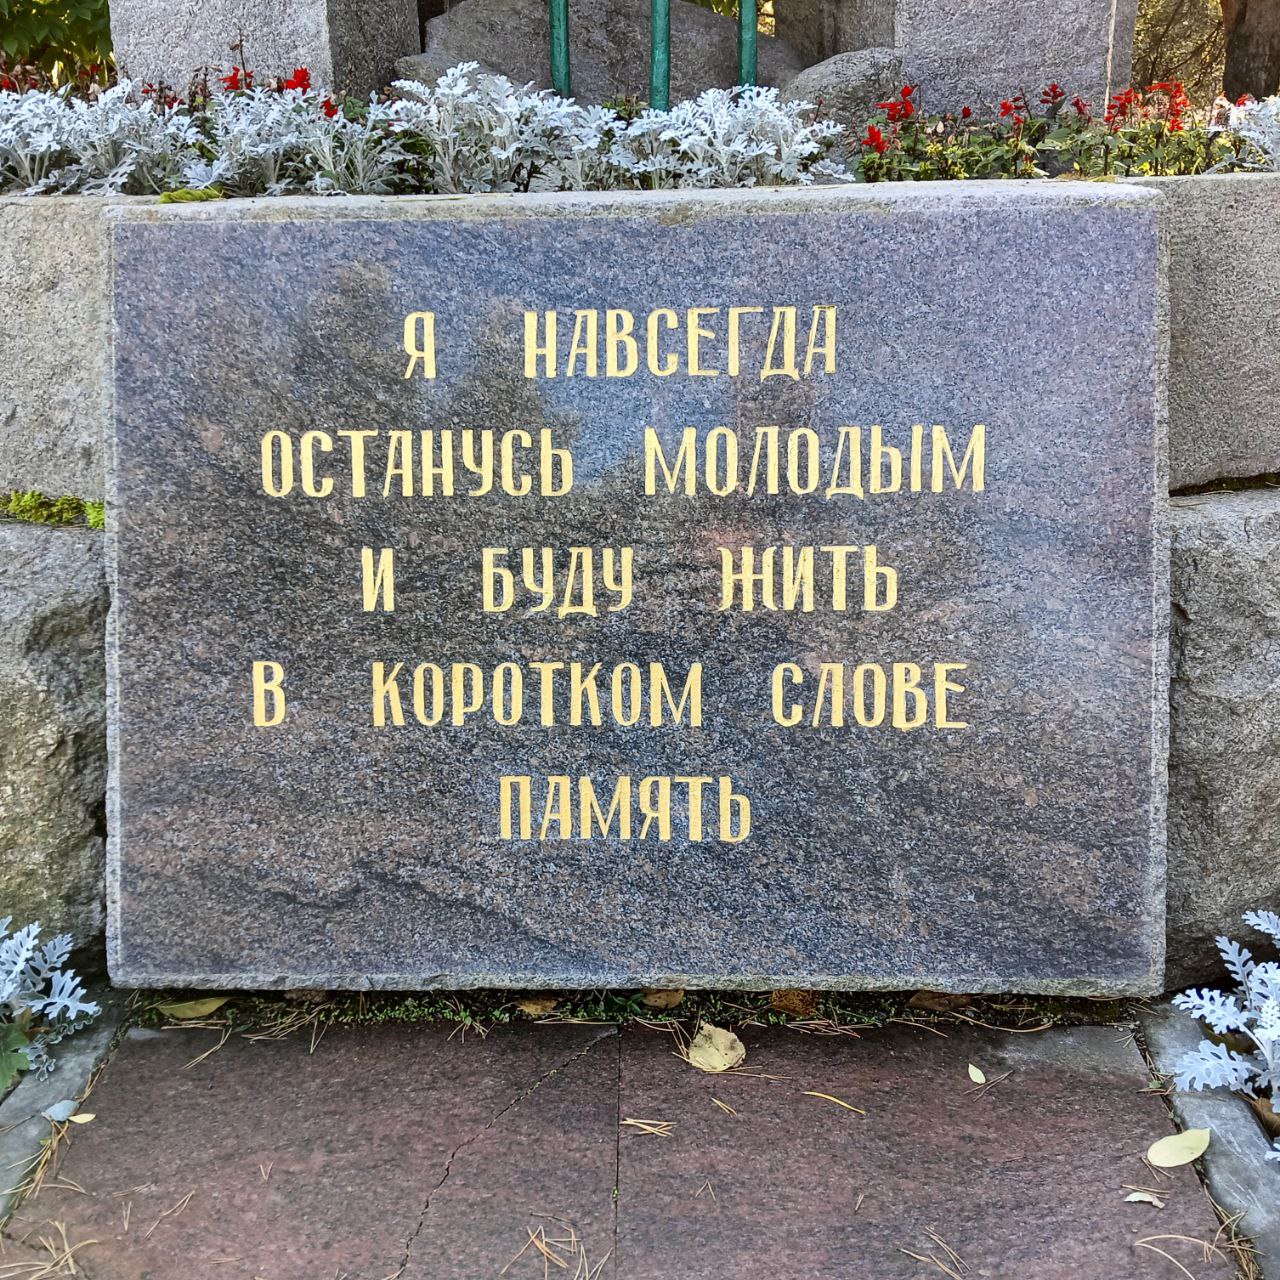 Я НАВСЕГДА
ОСТАНУСЬ МОЛОДЫМ
И БУДУ ЖИТЬ
В КОРОТКОМ СЛОВЕ
ПАМЯТЬ